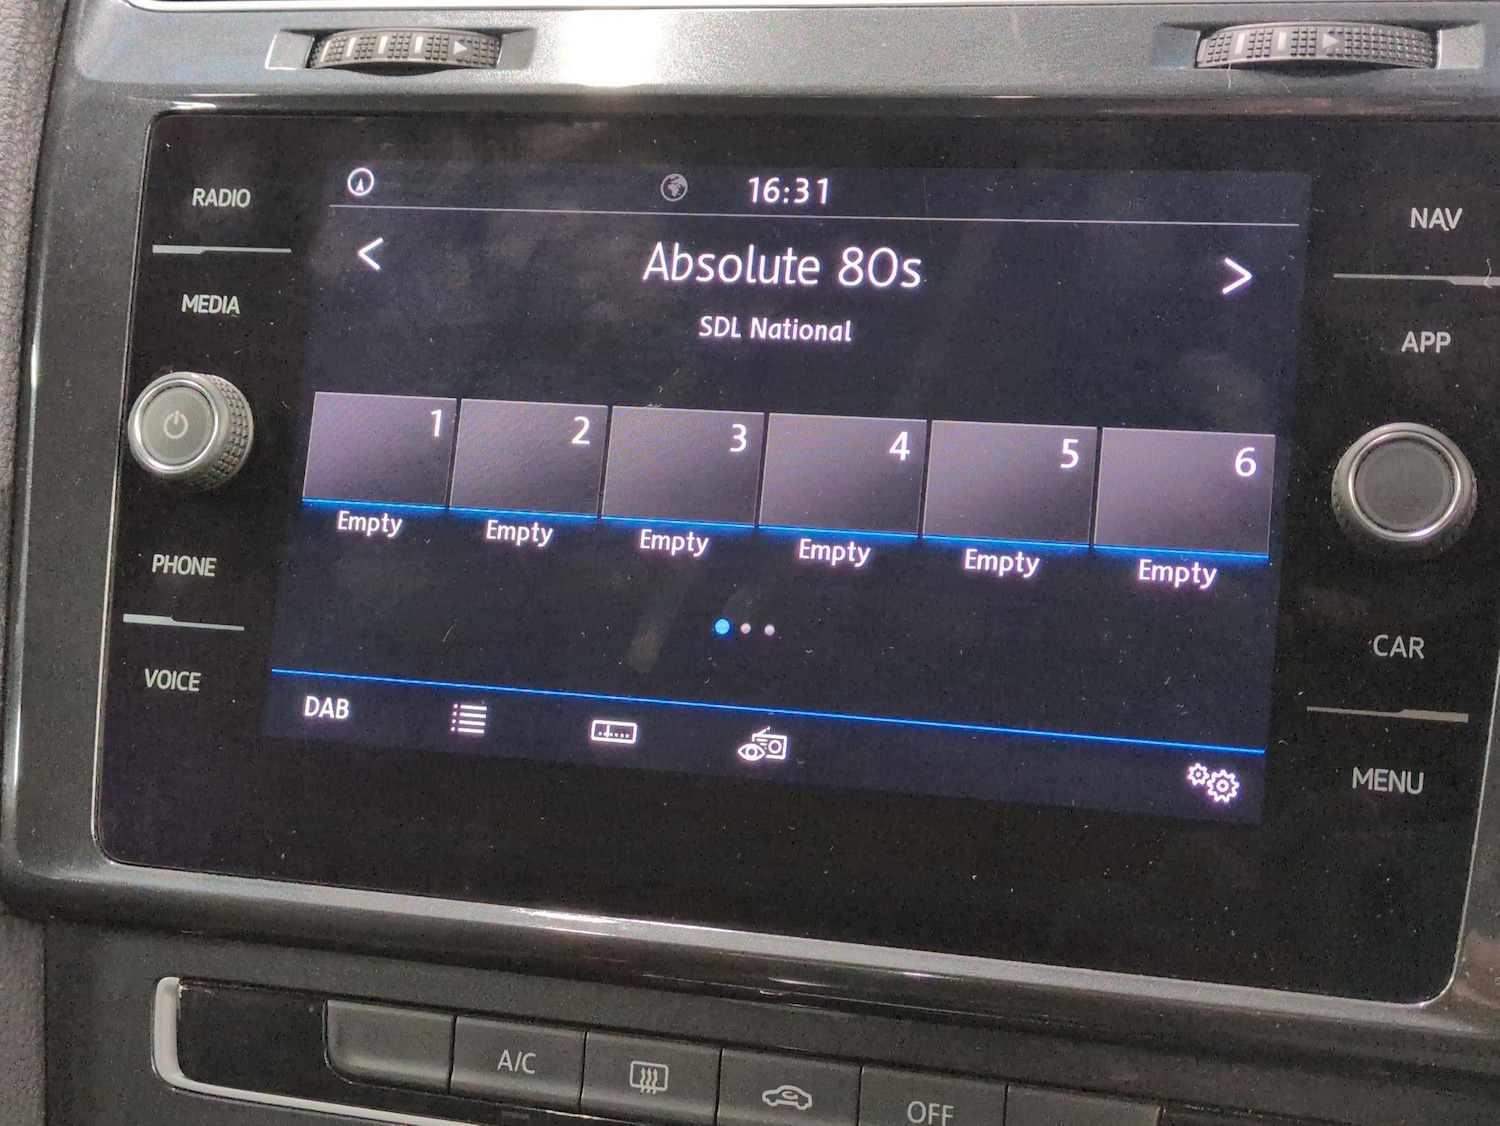 16:31
RADIO
MEDIA
PHONE
VOICE
< Absolute 80s >
SDL National
1 2 3 4 5 6
Empty Empty Empty Empty Empty Empty
DAB
NAV
APP
CAR
MENU
A/C
OFF